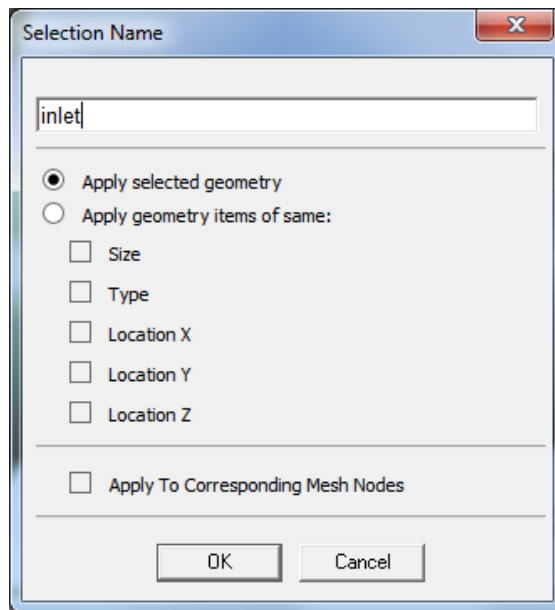 Selection Name
inlet
Apply selected geometry
Apply geometry items of same:
Size
Type
Location X
Location Y
Location Z
Apply To Corresponding Mesh Nodes
OK Cancel